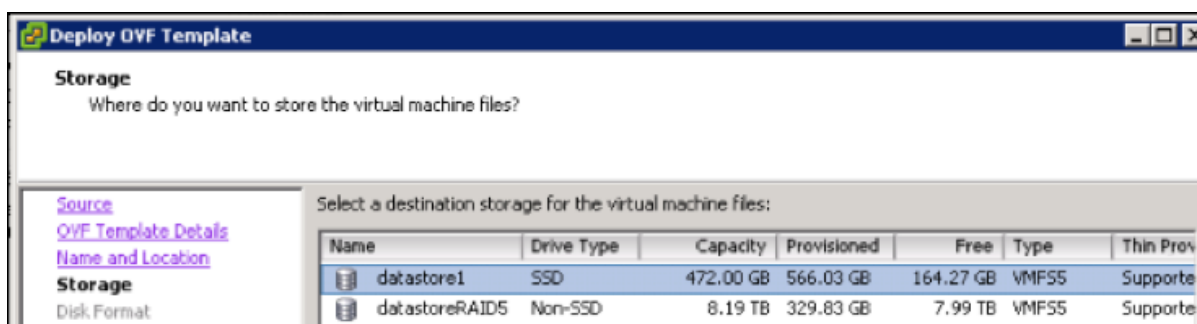 Deploy OVF Template
Storage
Where do you want to store the virtual machine files?
Source
OVF Template Details
Name and Location
Storage
Disk Format
Select a destination storage for the virtual machine files:
Name Drive Type Capacity Provisioned Free Type Thin Prov
datastore1 SSD 472.00 GB 566.03 GB 164.27 GB VMFS5 Supporte
datastoreRAID5 Non-SSD 8.19 TB 329.83 GB 7.99 TB VMFS5 Supporte